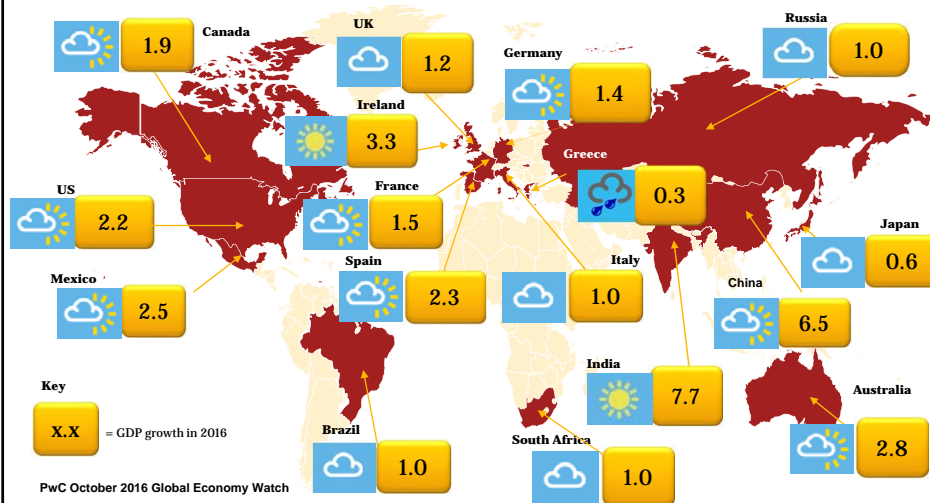 Canada
1.9
UK
1.2
Russia
1.0
Germany
1.4
Ireland
3.3
Greece
0.3
US
2.2
France
1.5
Japan
0.6
Mexico
2.5
Spain
2.3
Italy
1.0
China
6.5
India
7.7
Australia
2.8
Key
x.x
= GDP growth in 2016
Brazil
1.0
South Africa
1.0
PwC October 2016 Global Economy Watch